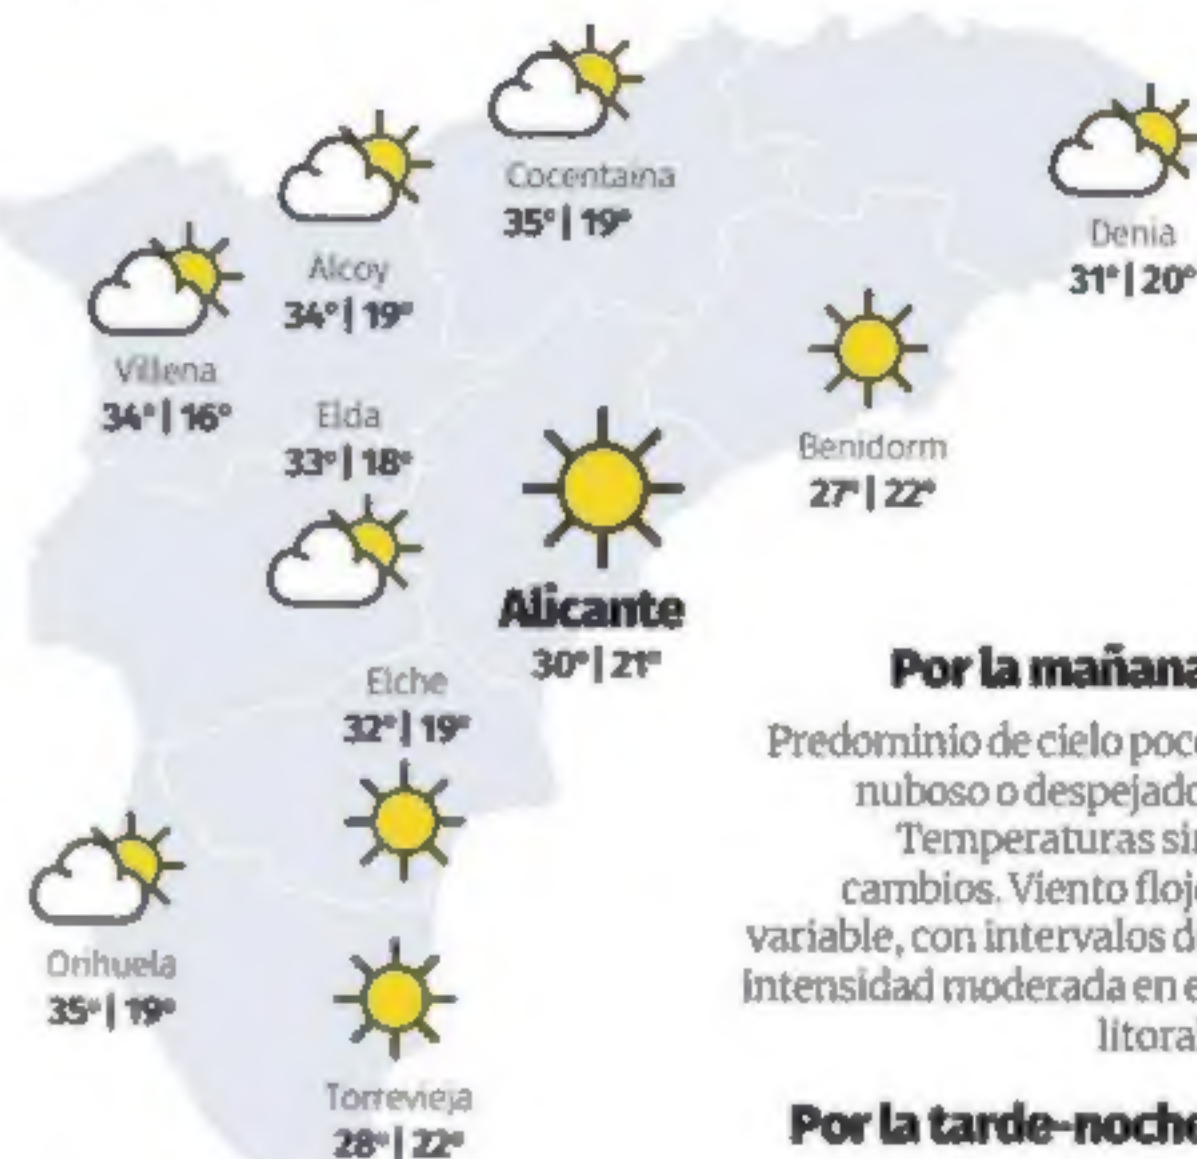 Cocentaina
35° | 19°
Denia
31° | 20°
Alcoy
34° | 19°
Villena
34° | 16°
Elda
33° | 18°
Benidorm
27° | 22°
Alicante
30° | 21°
Elche
32° | 19°
Orihuela
35° | 19°
Torrevieja
28° | 22°
Por la mañana
Predominio de cielo poco
nuboso o despejado
Temperaturas sin
cambios. Viento flojo
variable, con intervalos de
intensidad moderada en e
litoral
Por la tarde-noche